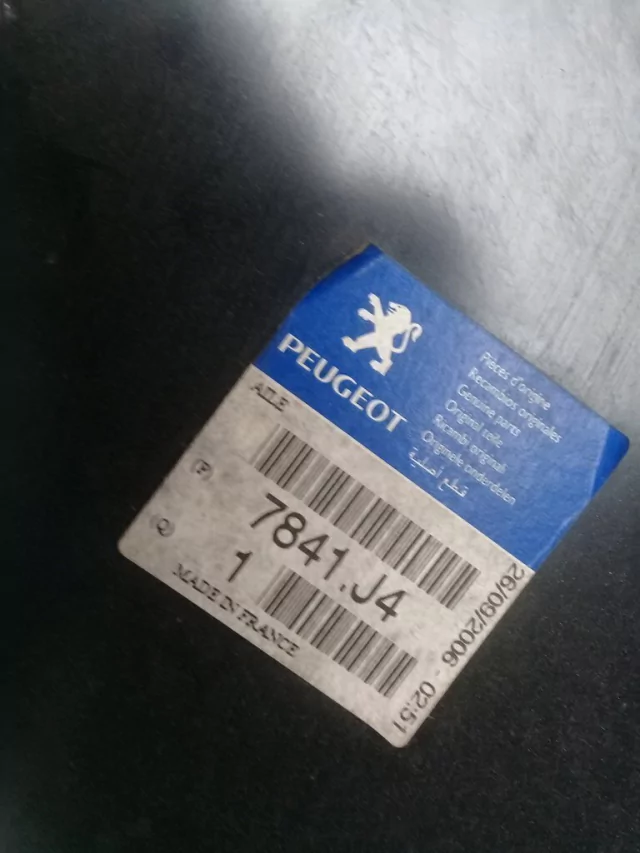 PEUGEOT
Pièces d'origine
Recambios originales
Genuine parts
Original teile
Ricambi originali
Originele onderdelen
قطع أصلية
AILE
(P)
7841.J4
(Q)
1
MADE IN FRANCE
26/09/2006 - 02:51